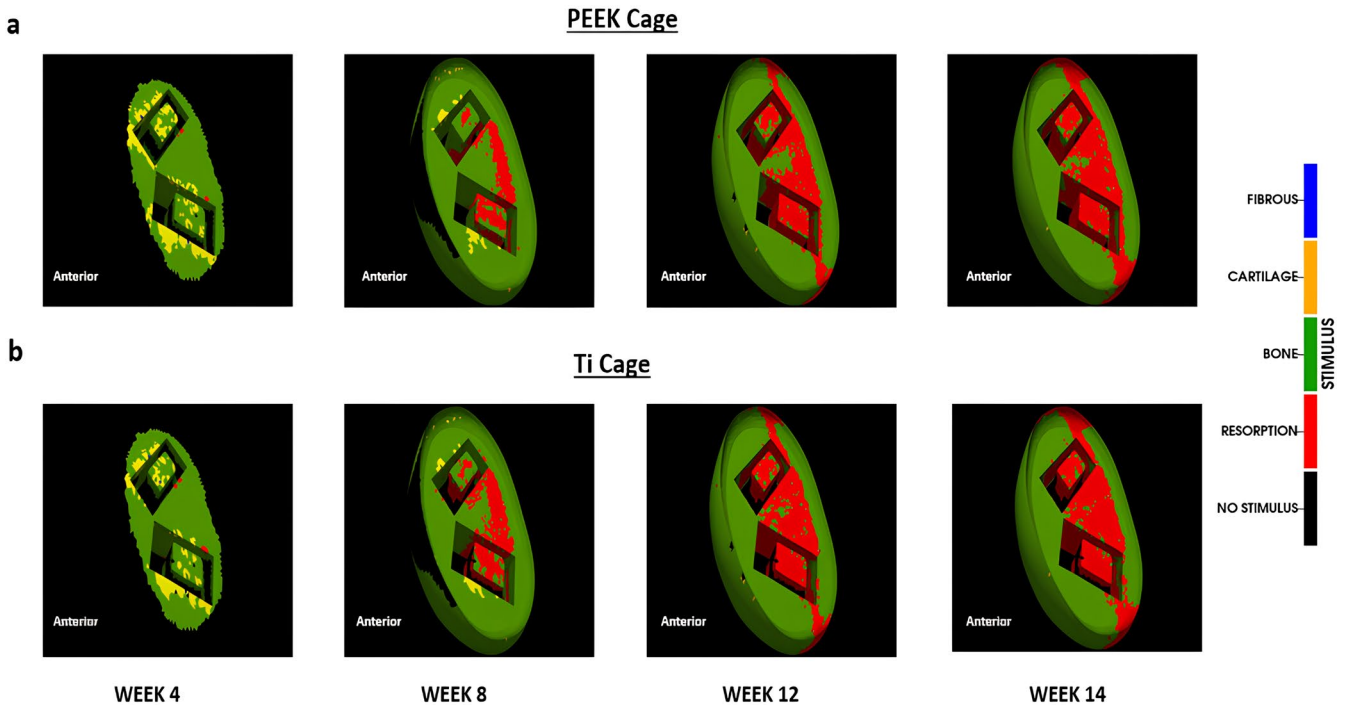 a
PEEK Cage
Anterior
Anterior
Anterior
Anterior
b
Ti Cage
Anterior
Anterior
Anterior
Anterior
WEEK 4
WEEK 8
WEEK 12
WEEK 14
FIBROUS
CARTILAGE
BONE
RESORPTION
NO STIMULUS
STIMULUS